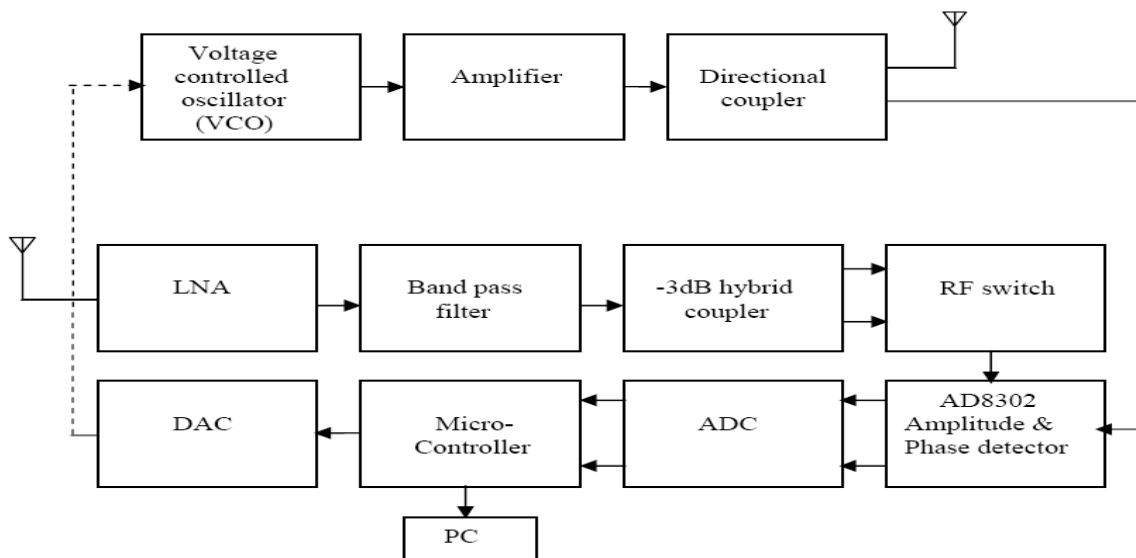 Voltage
controlled
oscillator
(VCO)
Amplifier
Directional
coupler
LNA
Band pass
filter
-3dB hybrid
coupler
RF switch
DAC
Micro-
Controller
ADC
AD8302
Amplitude &
Phase detector
PC